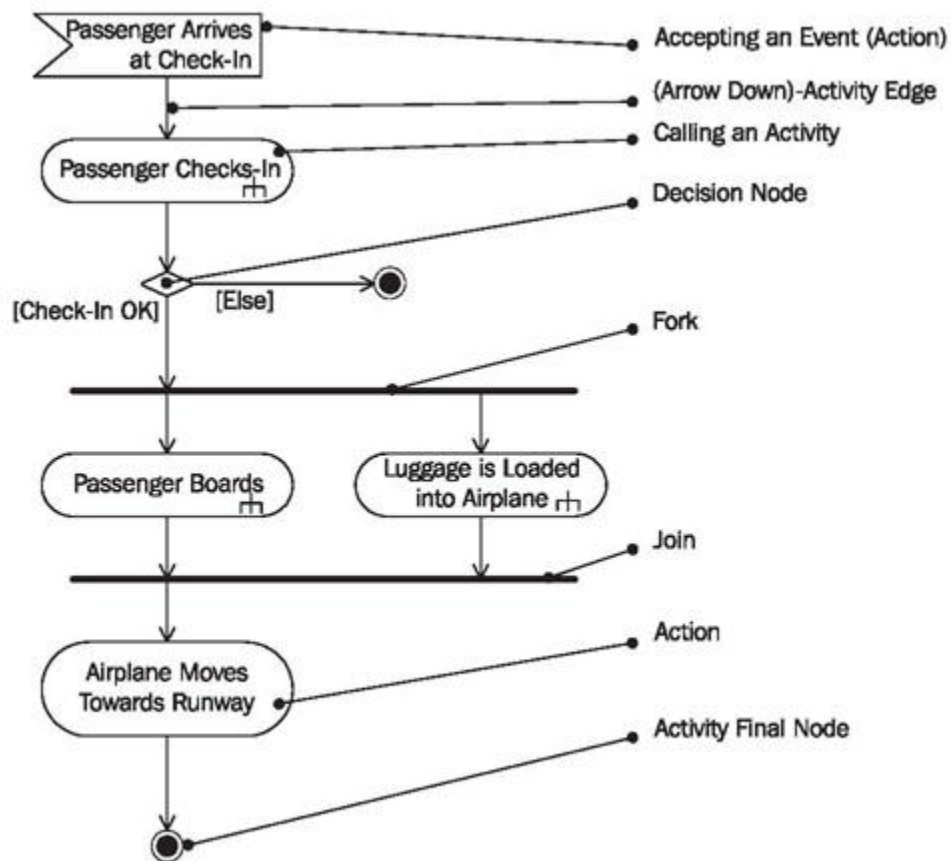 Passenger Arrives
at Check-In
Accepting an Event (Action)
(Arrow Down)-Activity Edge
Calling an Activity
Passenger Checks-In
Decision Node
[Check-In OK]
[Else]
Fork
Passenger Boards
Luggage is Loaded
into Airplane
Join
Action
Airplane Moves
Towards Runway
Activity Final Node